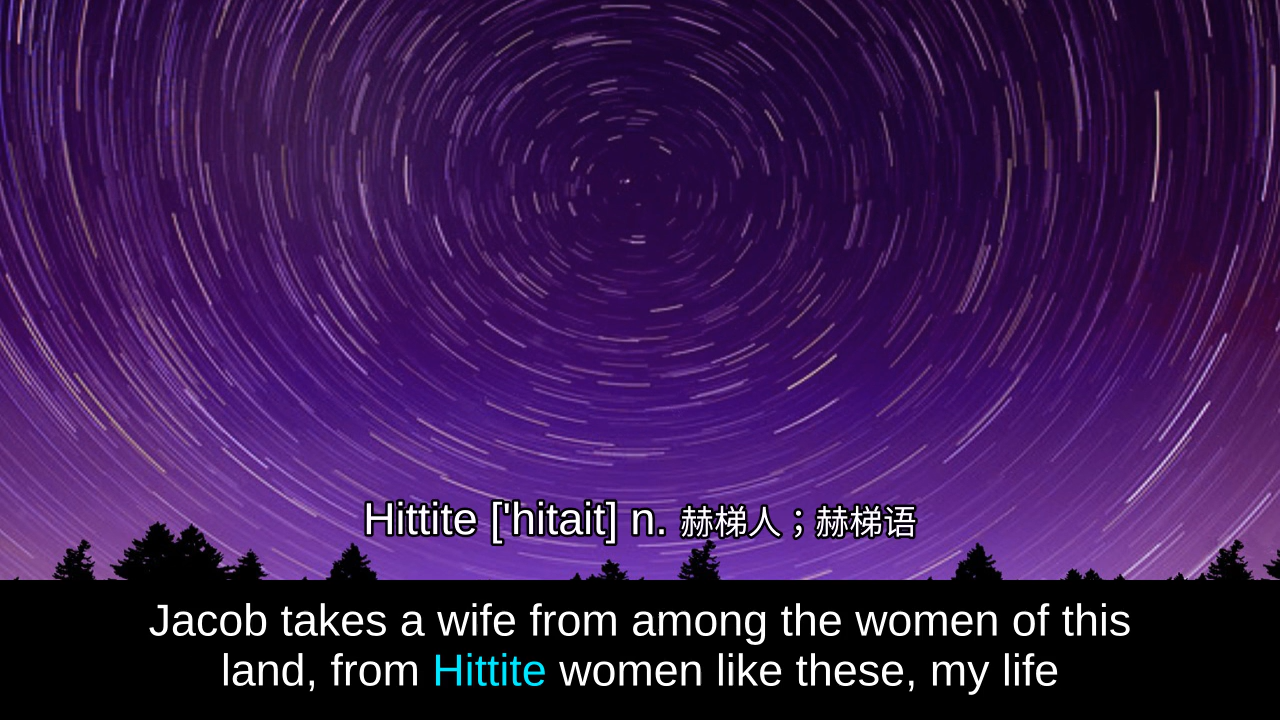 Hittite ['hitait] n. 赫梯人；赫梯语
Jacob takes a wife from among the women of this
land, from Hittite women like these, my life